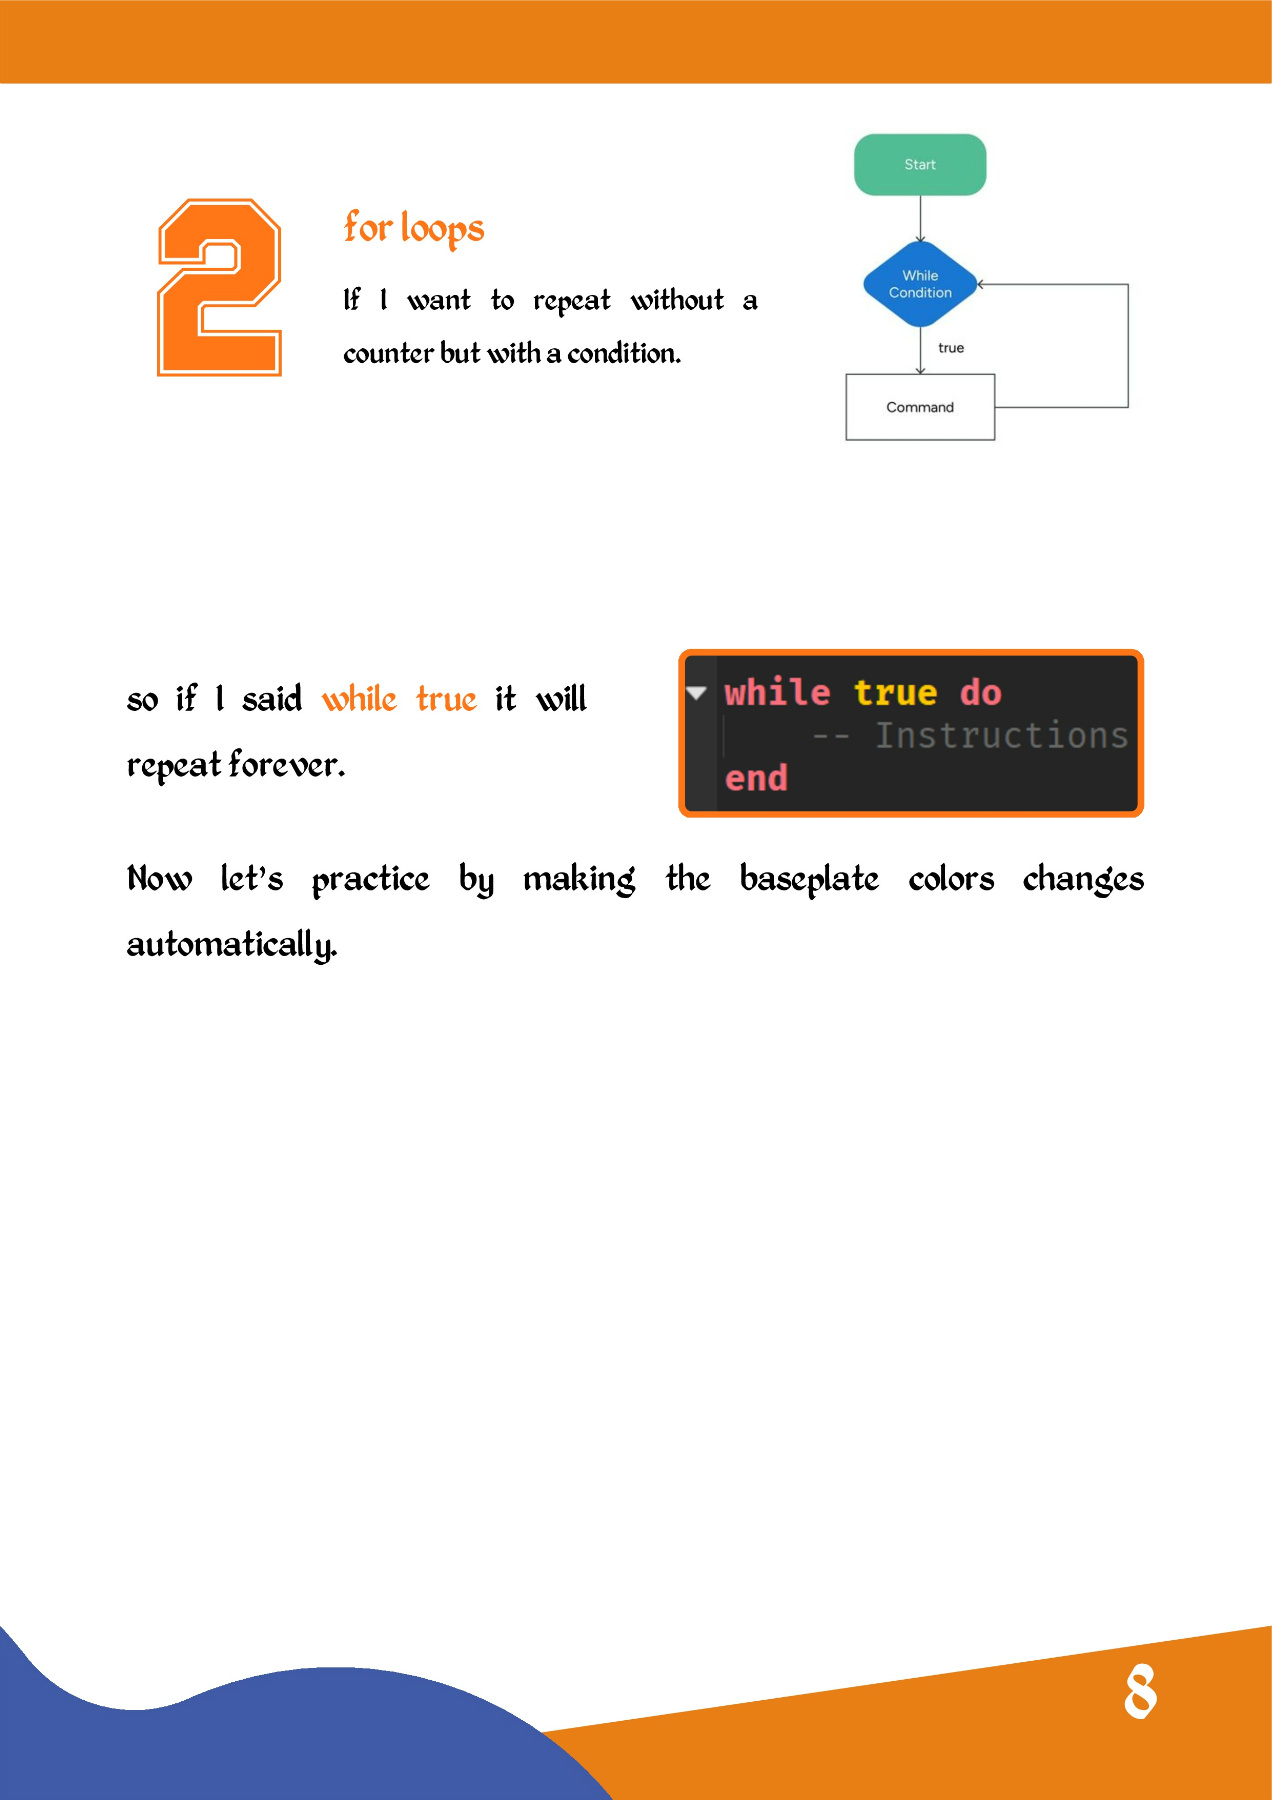 2
for loops
If I want to repeat without a
counter but with a condition.
Start
While
Condition
true
Command
so if I said while true it will
repeat forever.
while true do
-- Instructions
end
Now let's practice by making the baseplate colors changes
automatically.
8